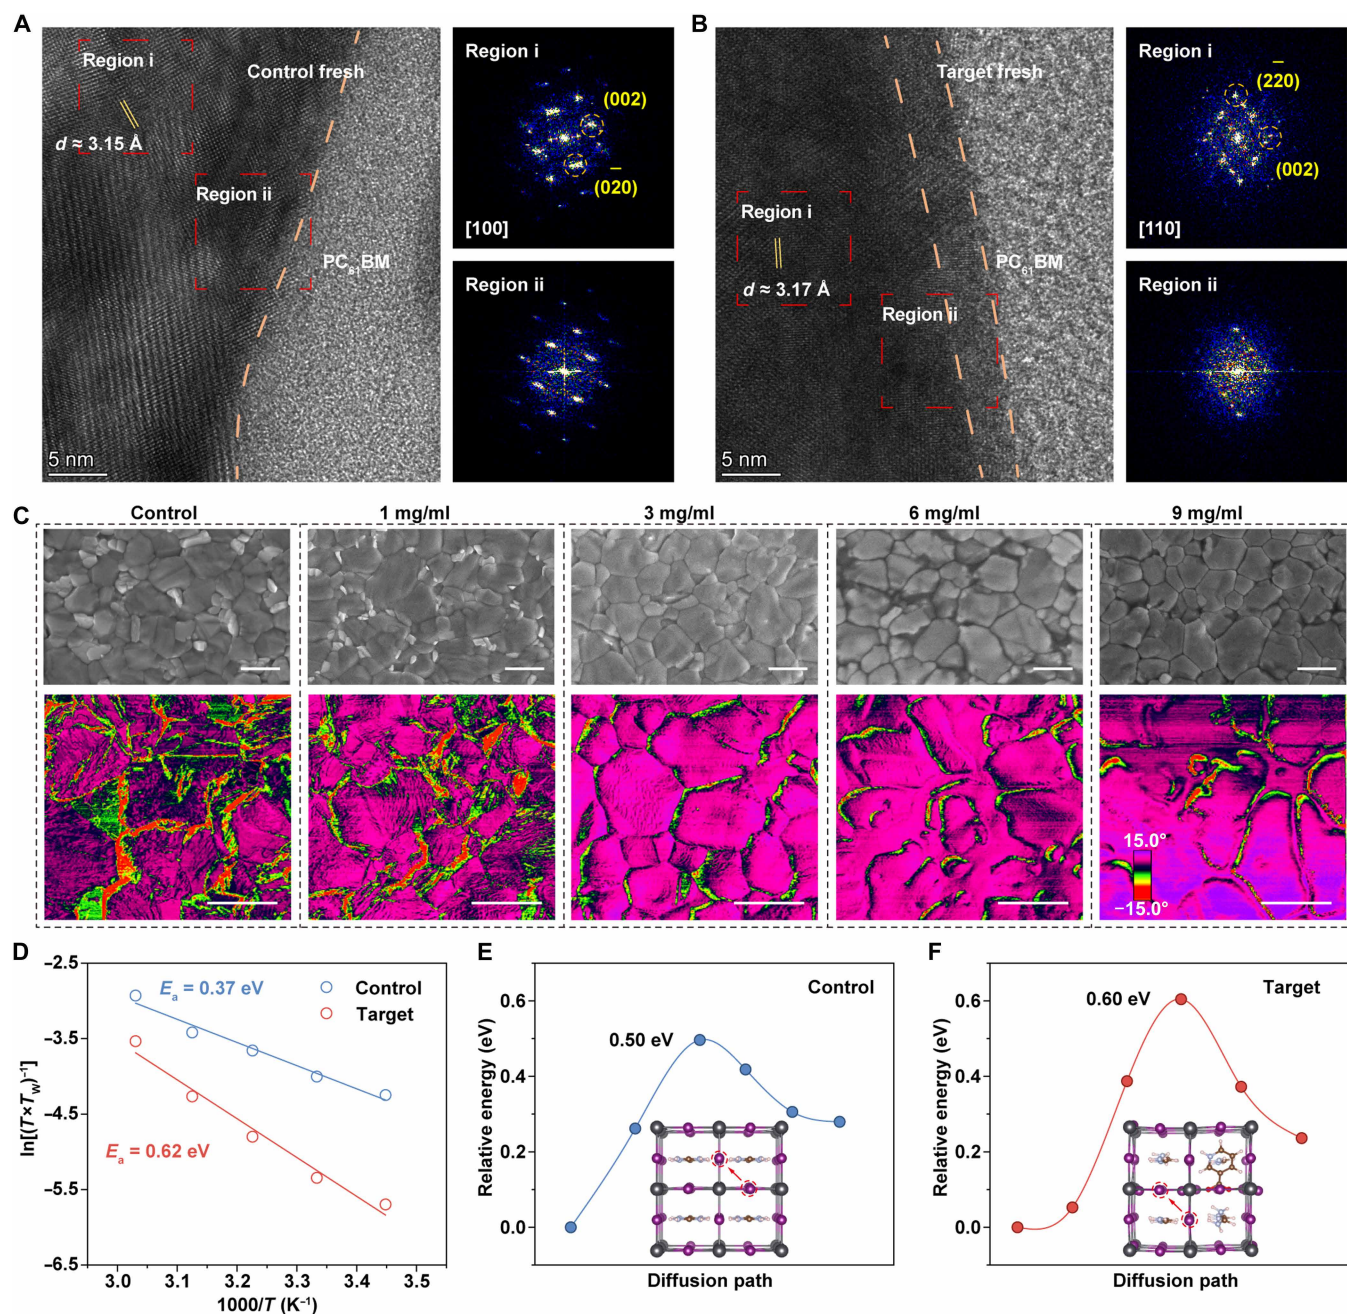 A
Region i
Control fresh
d ≈ 3.15 Å
Region ii
PC₆₁BM
5 nm
Region i
(002)
(02̄0)
[100]
Region ii
B
Target fresh
Region i
d ≈ 3.17 Å
PC₆₁BM
Region ii
5 nm
Region i
(2̄20)
(002)
[110]
Region ii
C
Control
1 mg/ml
3 mg/ml
6 mg/ml
9 mg/ml
15.0°
−15.0°
D
−2.5
−3.5
−4.5
−5.5
−6.5
ln[(T×T_W)⁻¹]
Eₐ = 0.37 eV
Control
Target
Eₐ = 0.62 eV
3.0 3.1 3.2 3.3 3.4 3.5
1000/T (K⁻¹)
E
Control
0.50 eV
0.6
0.4
0.2
0.0
Relative energy (eV)
Diffusion path
F
Target
0.60 eV
0.6
0.4
0.2
0.0
Relative energy (eV)
Diffusion path